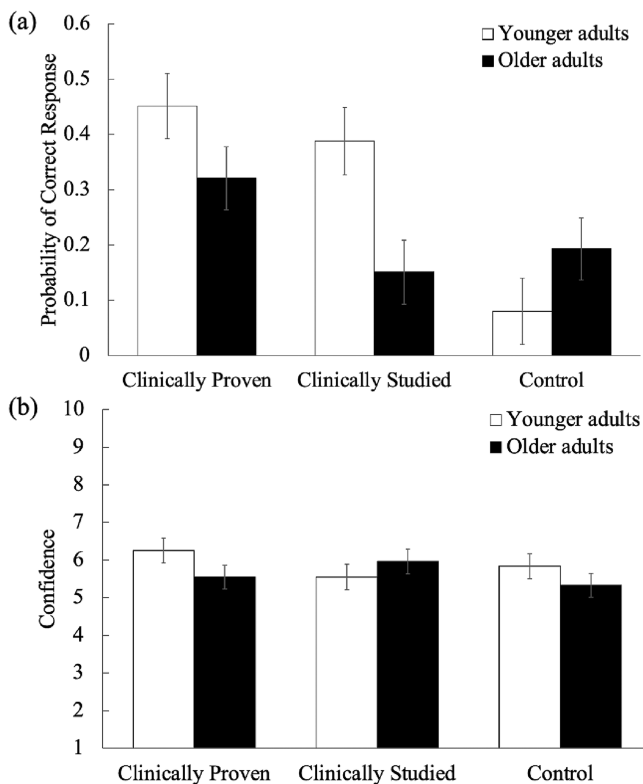 (a)
Probability of Correct Response
0.6
0.5
0.4
0.3
0.2
0.1
0
Younger adults
Older adults
Clinically Proven Clinically Studied Control
(b)
Confidence
10
9
8
7
6
5
4
3
2
1
Younger adults
Older adults
Clinically Proven Clinically Studied Control